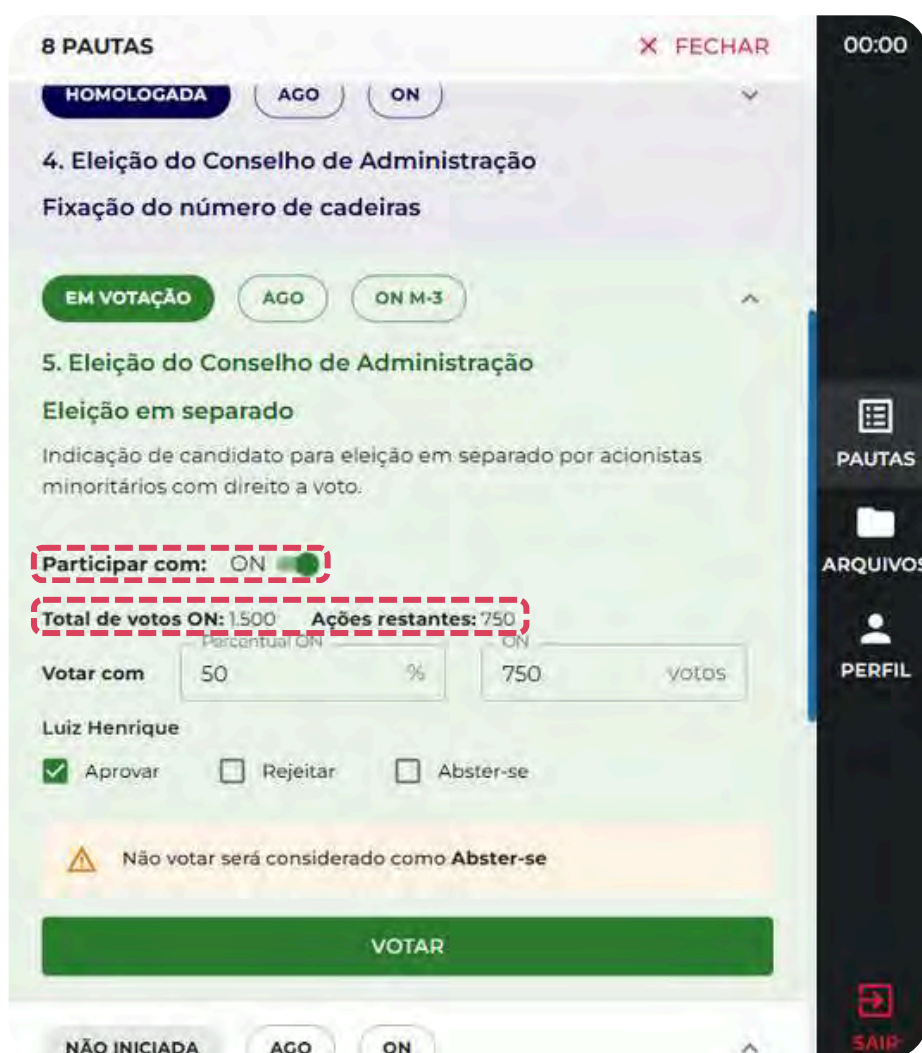 8 PAUTAS
FECHAR
00:00
HOMOLOGADA AGO ON
4. Eleição do Conselho de Administração
Fixação do número de cadeiras
EM VOTAÇÃO AGO ON M-3
5. Eleição do Conselho de Administração
Eleição em separado
Indicação de candidato para eleição em separado por acionistas
minoritários com direito a voto.
Participar com: ON
Total de votos ON: 1.500 Ações restantes: 750
Percentual ON ON
Votar com 50 % 750 votos
Luiz Henrique
Aprovar Rejeitar Abster-se
Não votar será considerado como Abster-se
VOTAR
NÃO INICIADA AGO ON
PAUTAS
ARQUIVOS
PERFIL
SAIR